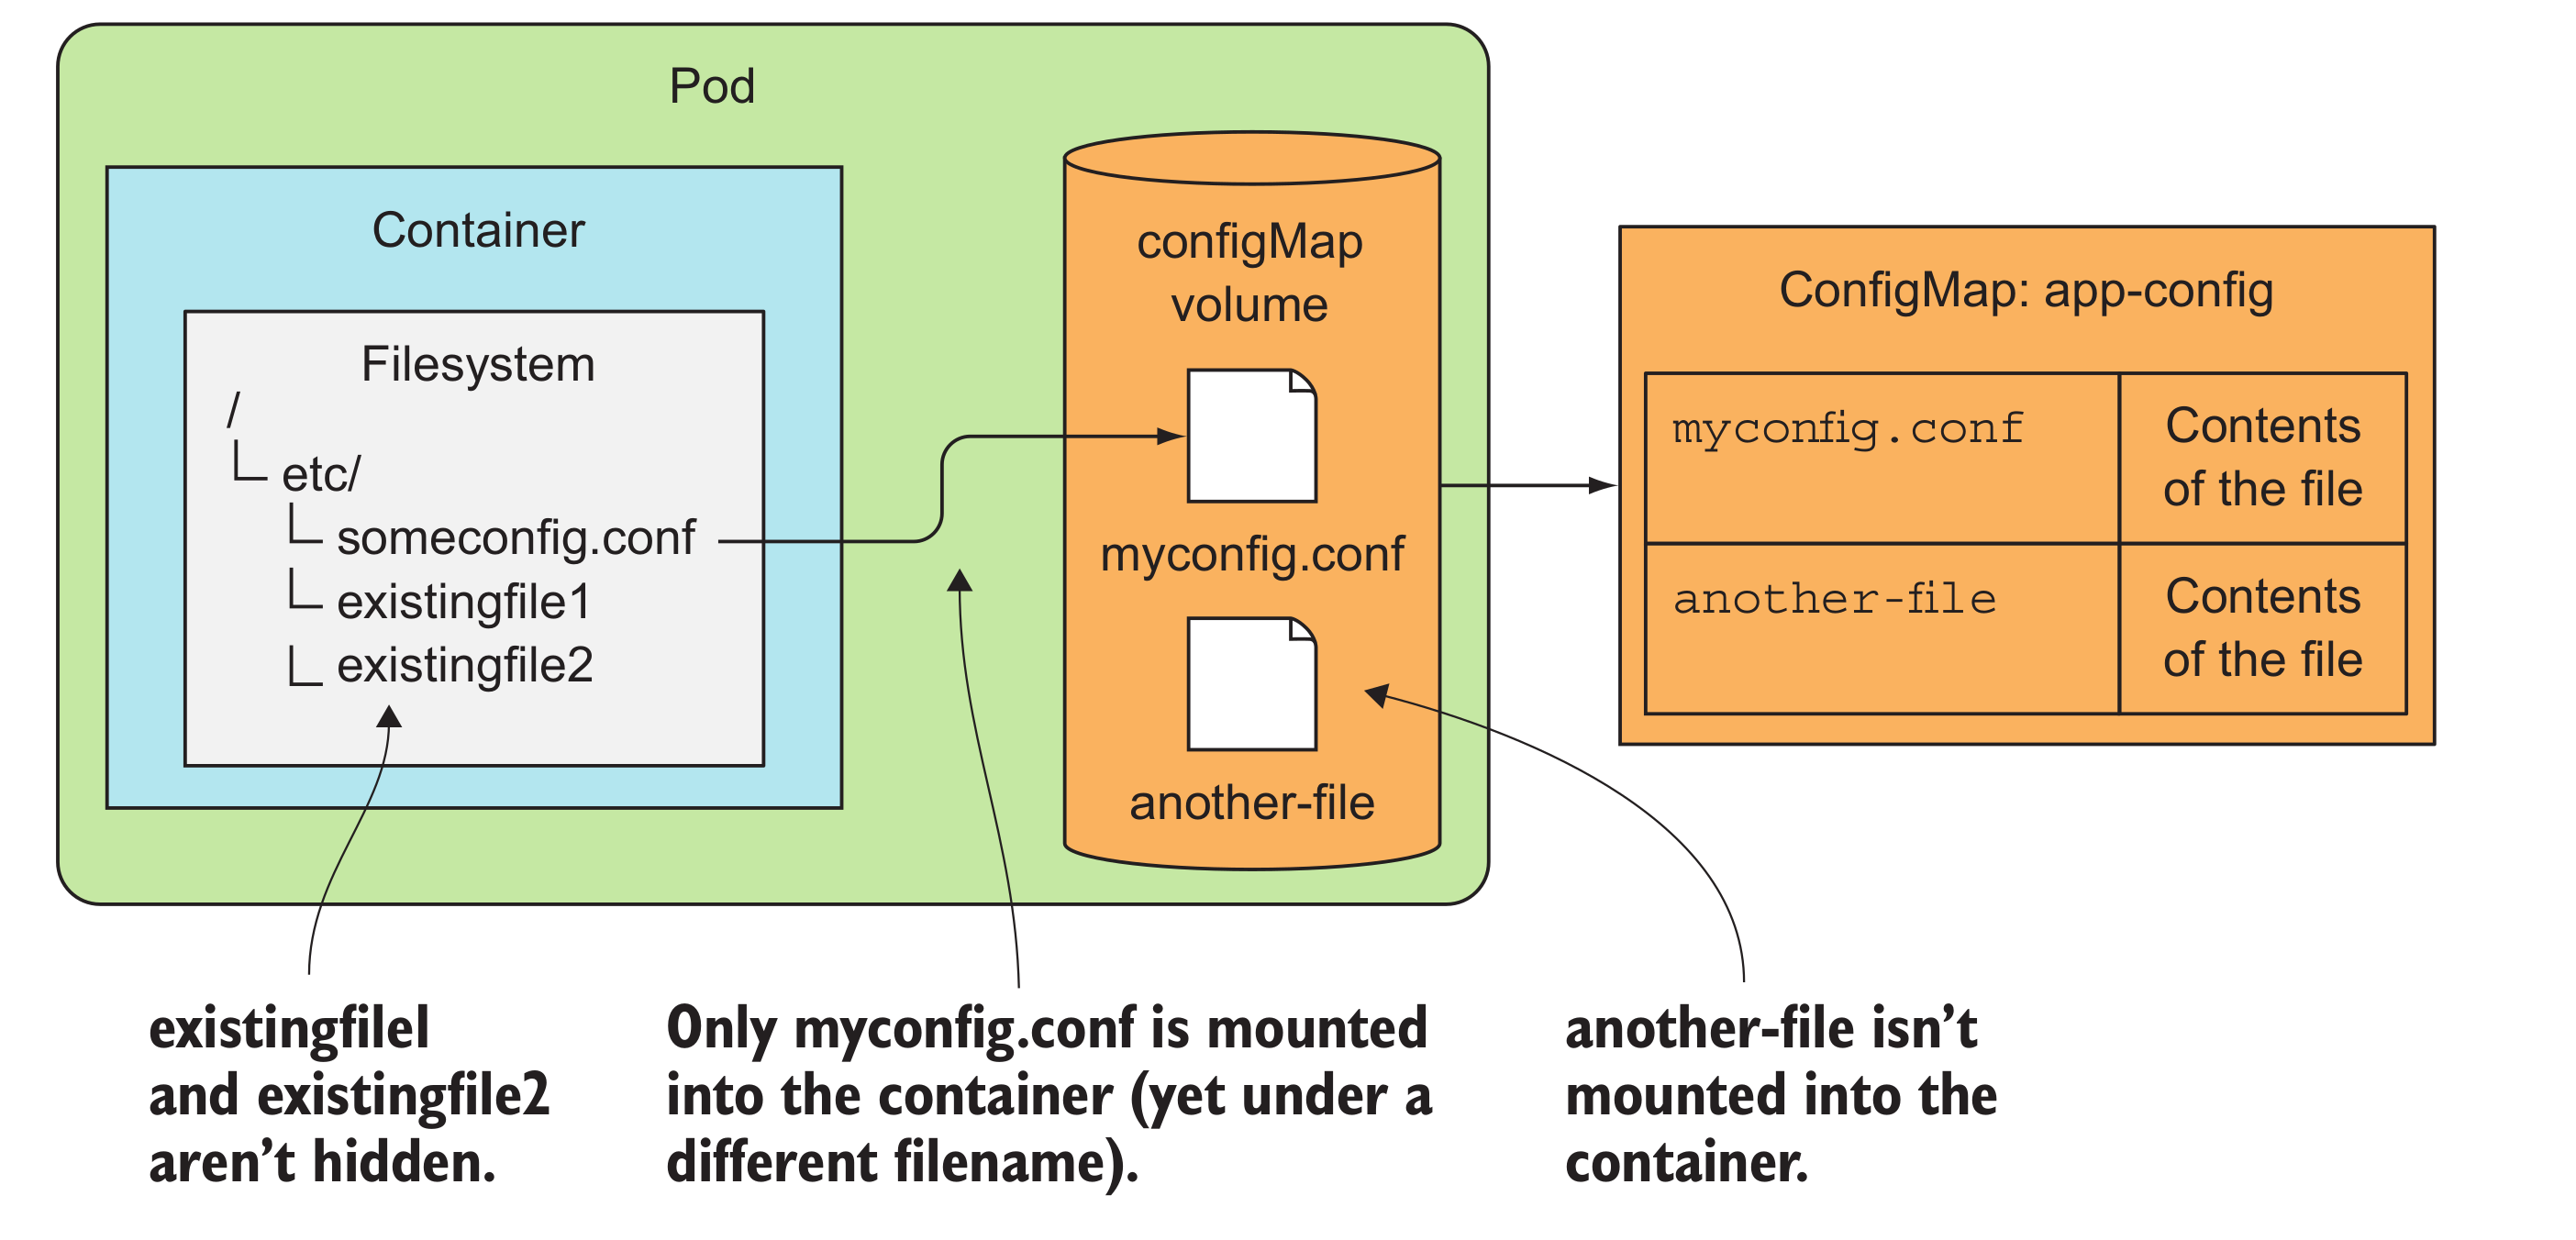 Pod
Container
Filesystem
/
etc/
someconfig.conf
existingfile1
existingfile2
configMap
volume
myconfig.conf
another-file
ConfigMap: app-config
myconfig.conf
Contents
of the file
another-file
Contents
of the file
existingfile1
and existingfile2
aren’t hidden.
Only myconfig.conf is mounted
into the container (yet under a
different filename).
another-file isn’t
mounted into the
container.